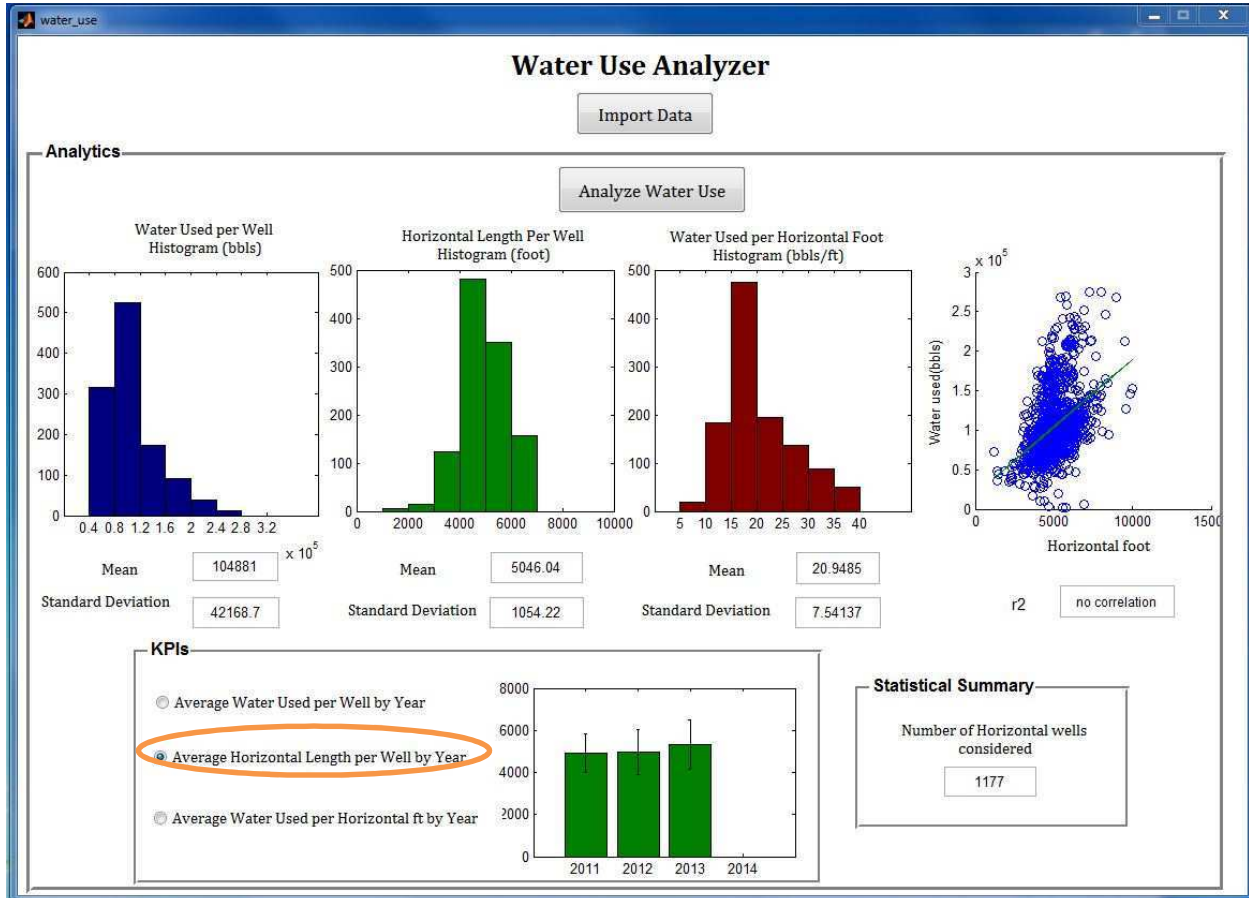 water_use
Water Use Analyzer
Import Data
Analytics
Analyze Water Use
Water Used per Well
Histogram (bbls)
600
500
400
300
200
100
0
0.4 0.8 1.2 1.6 2 2.4 2.8 3.2
x 10^5
Mean 104881
Standard Deviation 42168.7
Horizontal Length Per Well
Histogram (foot)
500
400
300
200
100
0
0 2000 4000 6000 8000 10000
Mean 5046.04
Standard Deviation 1054.22
Water Used per Horizontal Foot
Histogram (bbls/ft)
500
400
300
200
100
0
5 10 15 20 25 30 35 40
Mean 20.9485
Standard Deviation 7.54137
x 10^5
3
2.5
2
1.5
1
0.5
0
Water used(bbls)
0 5000 10000 1500
Horizontal foot
r2 no correlation
KPIs
Average Water Used per Well by Year
Average Horizontal Length per Well by Year
Average Water Used per Horizontal ft by Year
8000
6000
4000
2000
0
2011 2012 2013 2014
Statistical Summary
Number of Horizontal wells
considered
1177